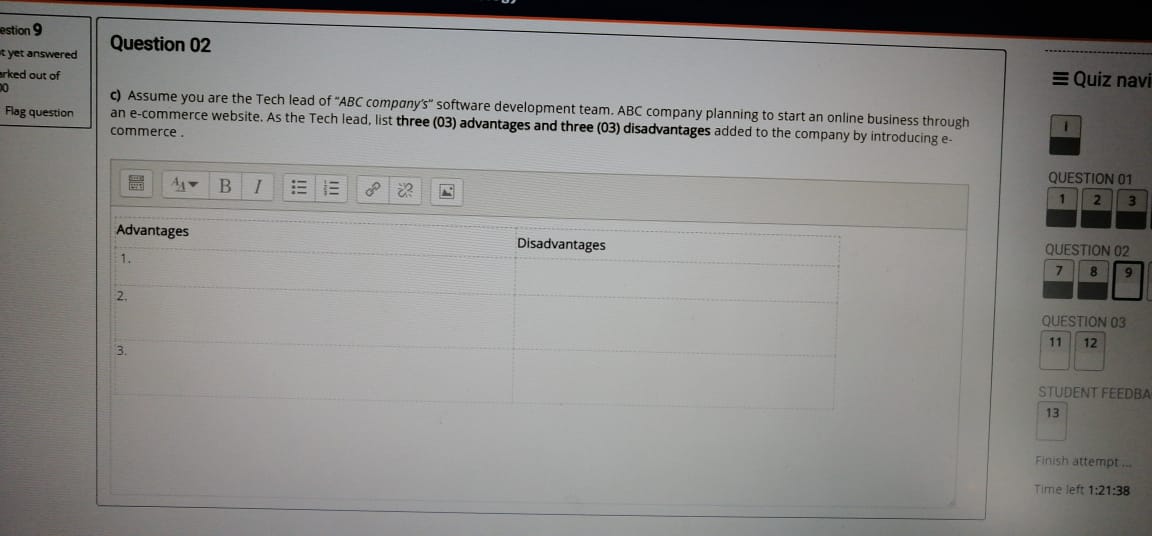 estion 9
t yet answered
arked out of
00
Flag question
Question 02
c) Assume you are the Tech lead of "ABC company's" software development team. ABC company planning to start an online business through
an e-commerce website. As the Tech lead, list three (03) advantages and three (03) disadvantages added to the company by introducing e-
commerce .
B I
Advantages
Disadvantages
1.
2.
3.
Quiz navi
i
QUESTION 01
1 2 3
QUESTION 02
7 8 9
QUESTION 03
11 12
STUDENT FEEDBA
13
Finish attempt ...
Time left 1:21:38